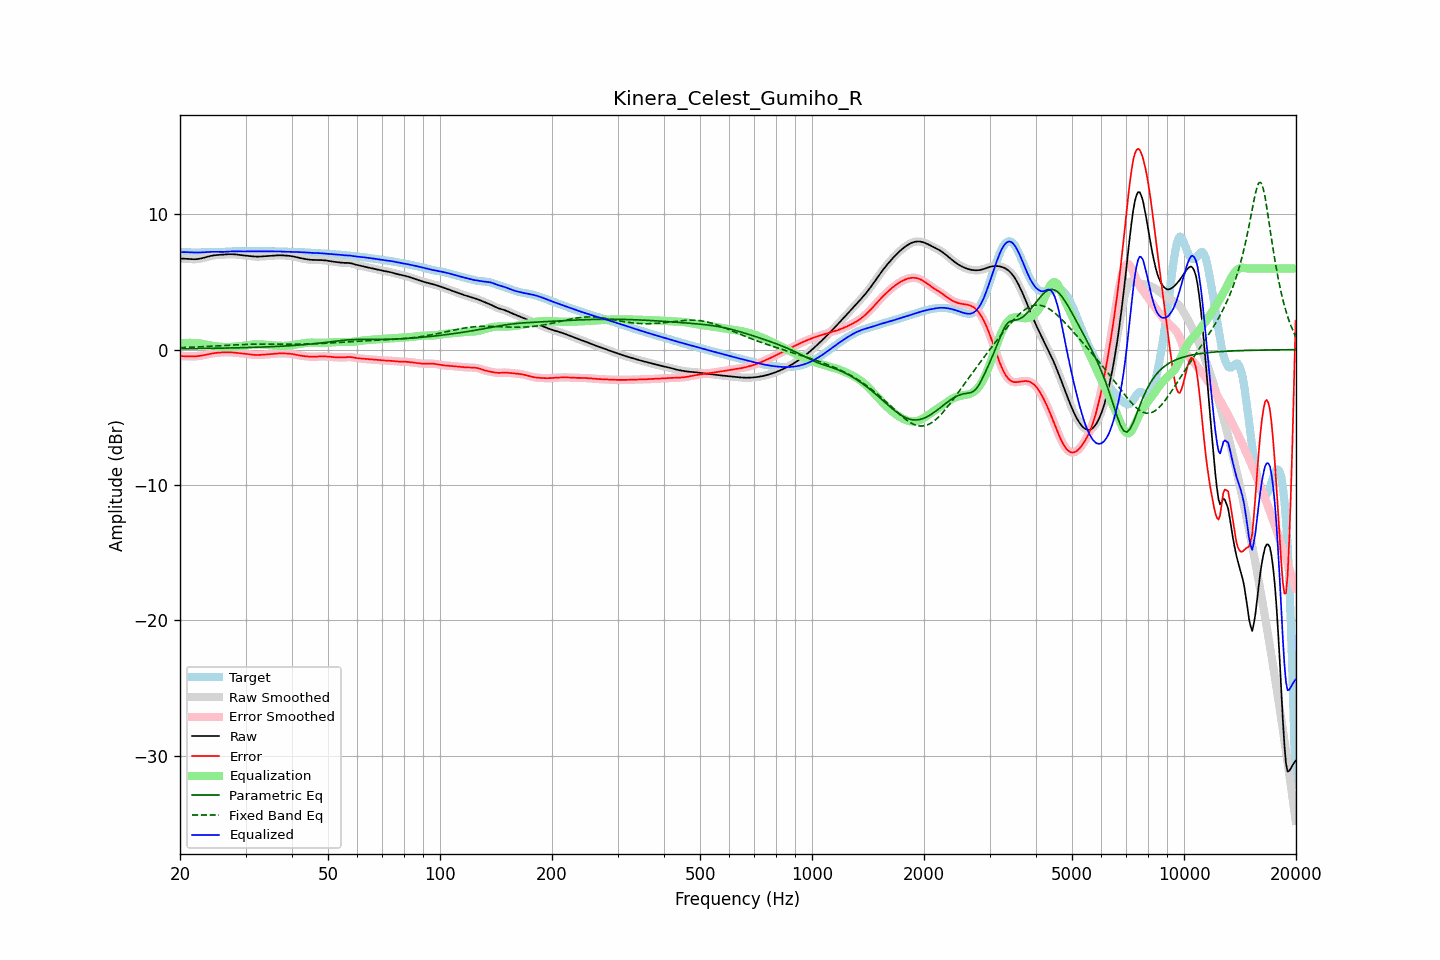 Kinera_Celest_Gumiho_R
Amplitude (dBr)
10
0
−10
−20
−30
Target
Raw Smoothed
Error Smoothed
Raw
Error
Equalization
Parametric Eq
Fixed Band Eq
Equalized
20 50 100 200 500 1000 2000 5000 10000 20000
Frequency (Hz)